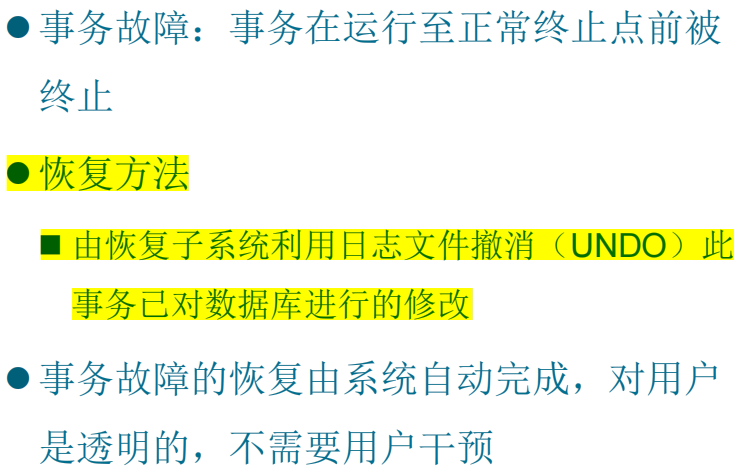 ●事务故障：事务在运行至正常终止点前被
终止
●恢复方法
■由恢复子系统利用日志文件撤消（UNDO）此
事务已对数据库进行的修改
●事务故障的恢复由系统自动完成，对用户
是透明的，不需要用户干预